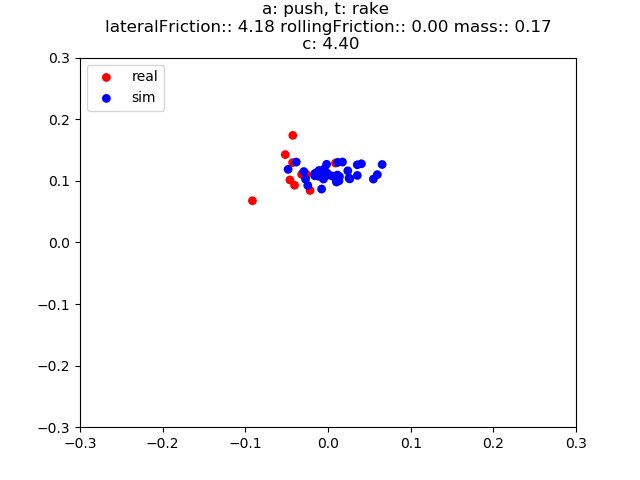 a: push, t: rake
lateralFriction:: 4.18 rollingFriction:: 0.00 mass:: 0.17
c: 4.40
real
sim
0.3
0.2
0.1
0.0
−0.1
−0.2
−0.3
−0.3
−0.2
−0.1
0.0
0.1
0.2
0.3